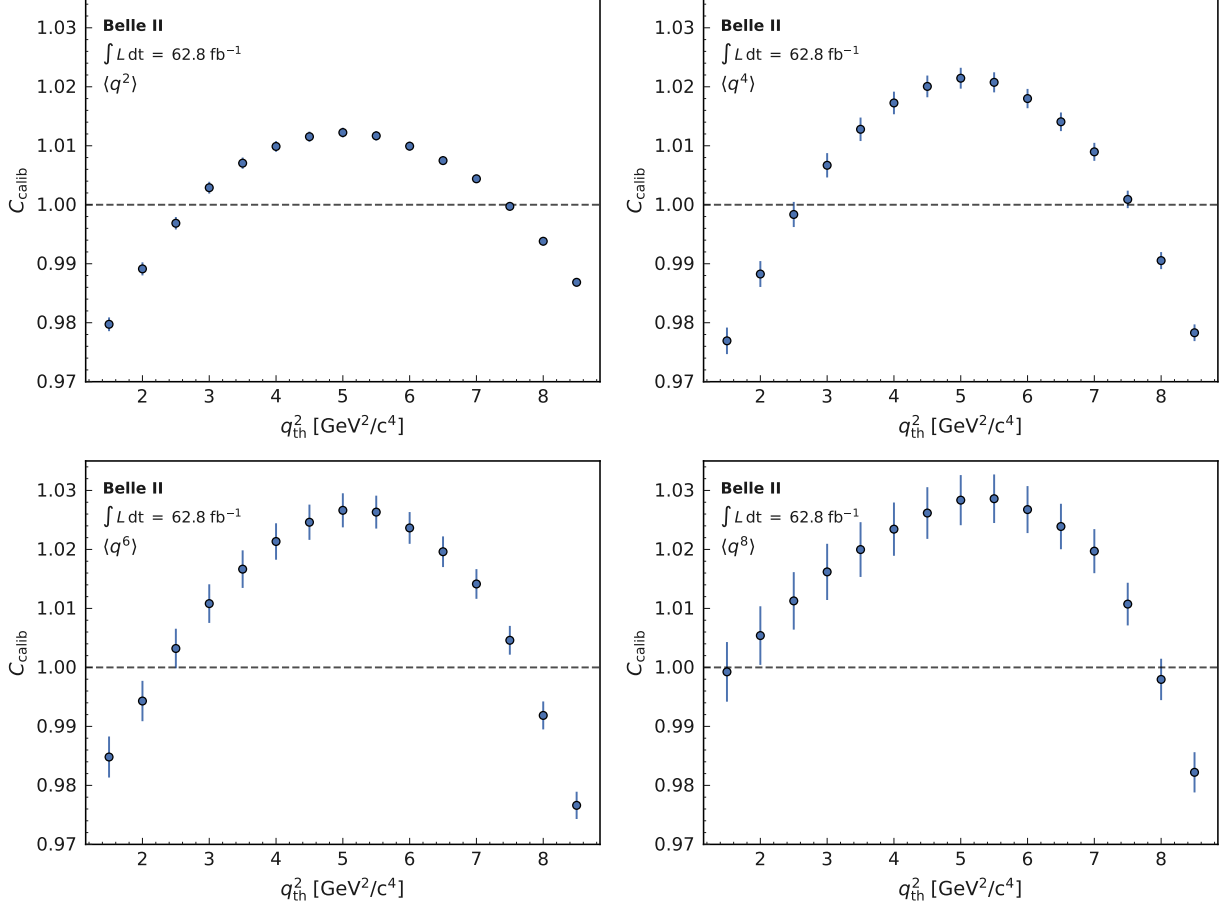 1.03
1.02
1.01
1.00
0.99
0.98
0.97
C_calib
Belle II
∫ L dt = 62.8 fb⁻¹
⟨q²⟩
2 3 4 5 6 7 8
q²_th [GeV²/c⁴]
1.03
1.02
1.01
1.00
0.99
0.98
0.97
C_calib
Belle II
∫ L dt = 62.8 fb⁻¹
⟨q⁴⟩
2 3 4 5 6 7 8
q²_th [GeV²/c⁴]
1.03
1.02
1.01
1.00
0.99
0.98
0.97
C_calib
Belle II
∫ L dt = 62.8 fb⁻¹
⟨q⁶⟩
2 3 4 5 6 7 8
q²_th [GeV²/c⁴]
1.03
1.02
1.01
1.00
0.99
0.98
0.97
C_calib
Belle II
∫ L dt = 62.8 fb⁻¹
⟨q⁸⟩
2 3 4 5 6 7 8
q²_th [GeV²/c⁴]